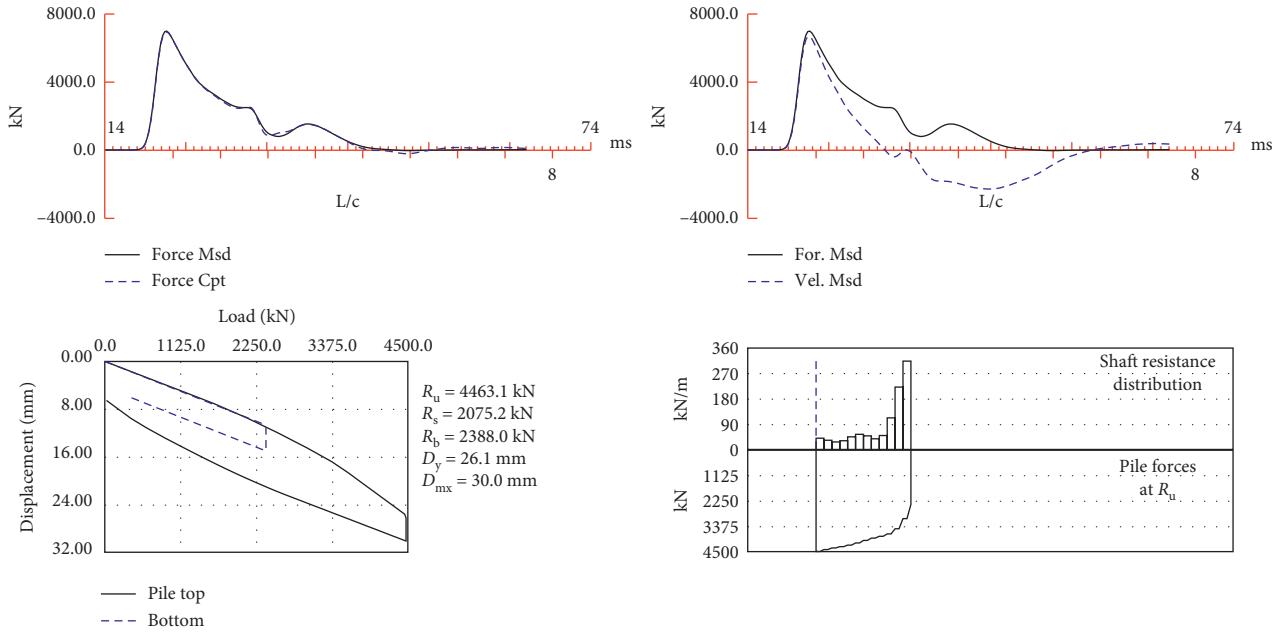 8000.0
4000.0
0.0
−4000.0
kN
14
74
ms
8
L/c
Force Msd
Force Cpt
8000.0
4000.0
0.0
−4000.0
kN
14
74
ms
8
L/c
For. Msd
Vel. Msd
Load (kN)
0.0 1125.0 2250.0 3375.0 4500.0
0.00
8.00
16.00
24.00
32.00
Displacement (mm)
Ru = 4463.1 kN
Rs = 2075.2 kN
Rb = 2388.0 kN
Dy = 26.1 mm
Dmx = 30.0 mm
Pile top
Bottom
360
270
180
90
0
kN/m
Shaft resistance
distribution
1125
2250
3375
4500
kN
Pile forces
at Ru